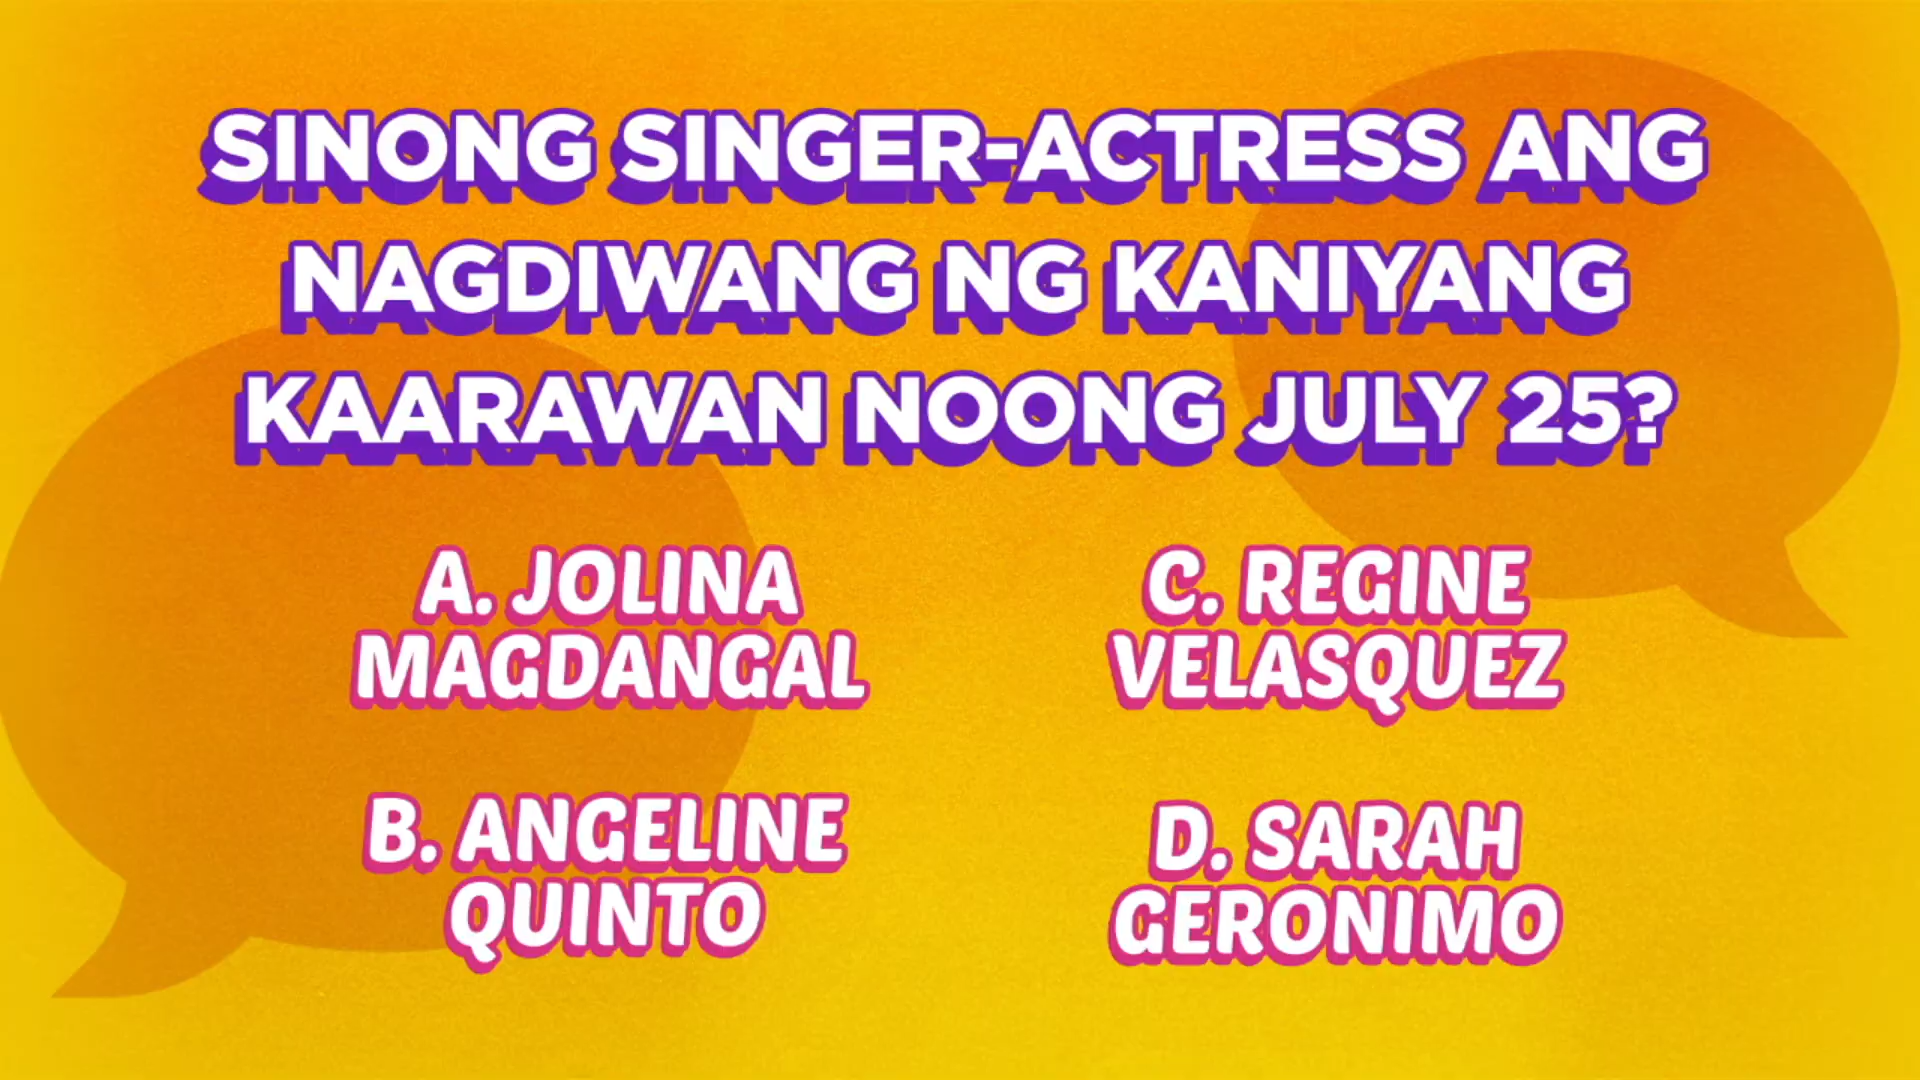 SINONG SINGER-ACTRESS ANG
NAGDIWANG NG KANIYANG
KAARAWAN NOONG JULY 25?
A. JOLINA
MAGDANGAL
B. ANGELINE
QUINTO
C. REGINE
VELASQUEZ
D. SARAH
GERONIMO